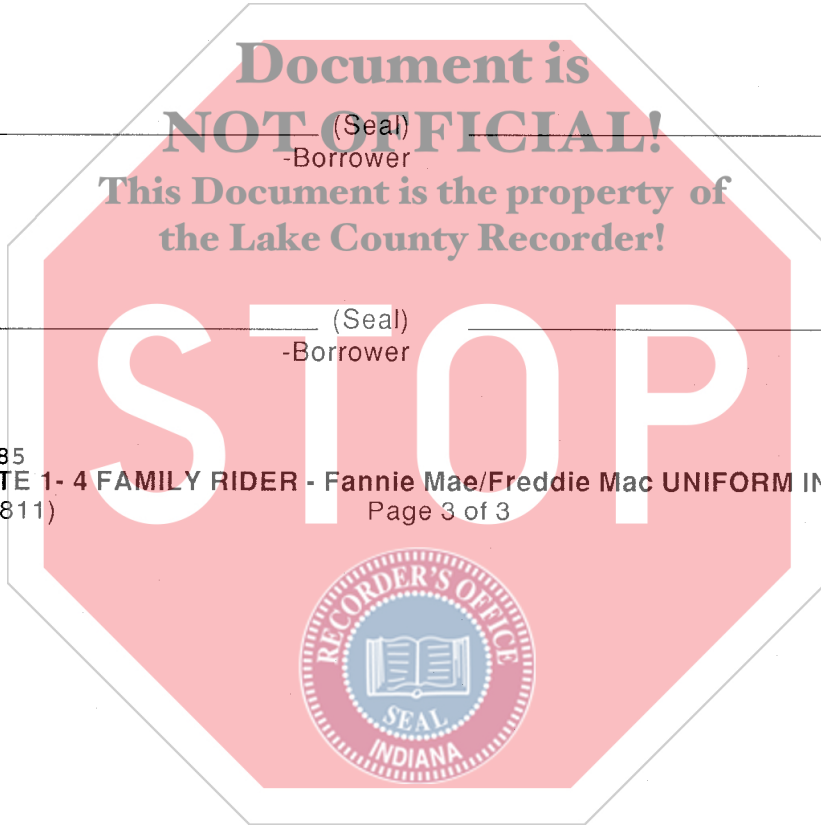 Document is
NOT OFFICIAL!
(Seal)
-Borrower
This Document is the property of
the Lake County Recorder!
(Seal)
-Borrower
STOP
85
TE 1- 4 FAMILY RIDER - Fannie Mae/Freddie Mac UNIFORM IN
811)
Page 3 of 3
RECORDER'S OFFICE
SEAL
INDIANA